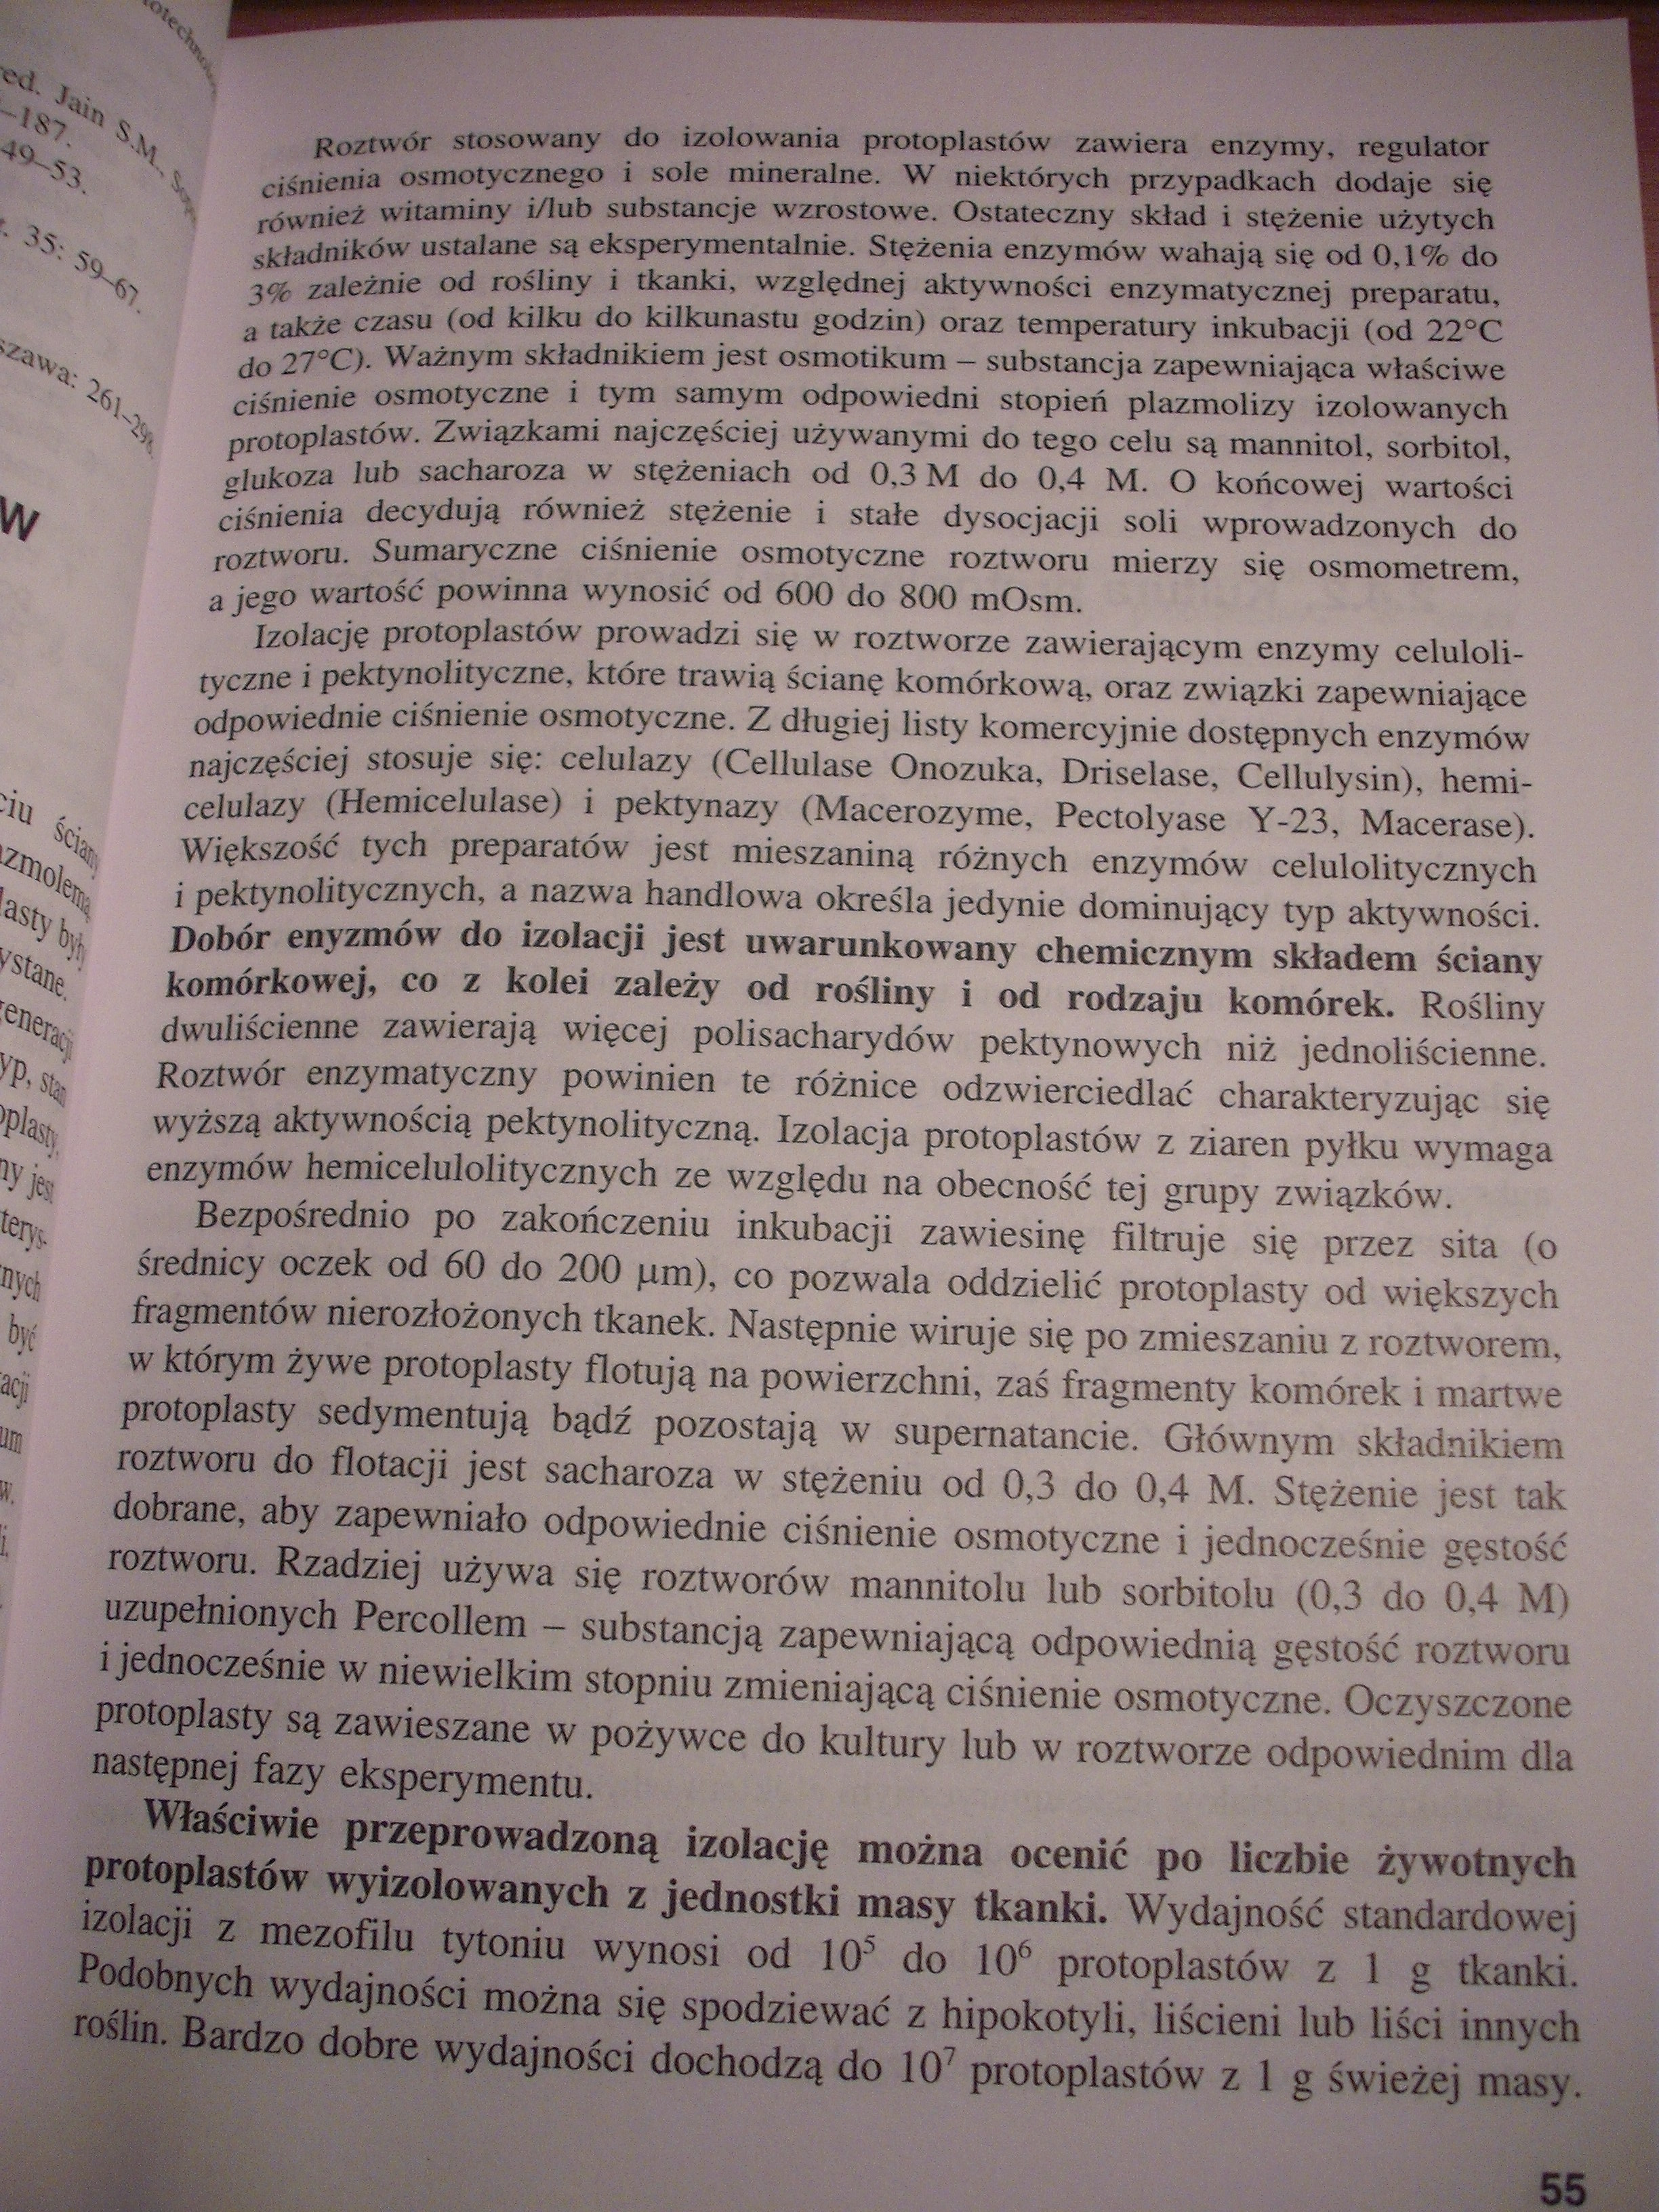 ed. Jain S.M.
–187.
49–53.
35: 59–67.
261–298
w
ciu ściany
lasty były
ystane.
yp, stan
ny jest
nych
być
acji
um
w.
Roztwór stosowany do izolowania protoplastów zawiera enzymy, regulator
ciśnienia osmotycznego i sole mineralne. W niektórych przypadkach dodaje się
również witaminy i/lub substancje wzrostowe. Ostateczny skład i stężenie użytych
składników ustalane są eksperymentalnie. Stężenia enzymów wahają się od 0,1% do
3% zależnie od rośliny i tkanki, względnej aktywności enzymatycznej preparatu,
a także czasu (od kilku do kilkunastu godzin) oraz temperatury inkubacji (od 22°C
do 27°C). Ważnym składnikiem jest osmotikum – substancja zapewniająca właściwe
ciśnienie osmotyczne i tym samym odpowiedni stopień plazmolizy izolowanych
protoplastów. Związkami najczęściej używanymi do tego celu są mannitol, sorbitol,
glukoza lub sacharoza w stężeniach od 0,3 M do 0,4 M. O końcowej wartości
ciśnienia decydują również stężenie i stałe dysocjacji soli wprowadzonych do
roztworu. Sumaryczne ciśnienie osmotyczne roztworu mierzy się osmometrem,
a jego wartość powinna wynosić od 600 do 800 mOsm.
Izolację protoplastów prowadzi się w roztworze zawierającym enzymy celuloli-
tyczne i pektynolityczne, które trawią ścianę komórkową, oraz związki zapewniające
odpowiednie ciśnienie osmotyczne. Z długiej listy komercyjnie dostępnych enzymów
najczęściej stosuje się: celulazy (Cellulase Onozuka, Driselase, Cellulysin), hemi-
celulazy (Hemicelulase) i pektynazy (Macerozyme, Pectolyase Y-23, Macerase).
Większość tych preparatów jest mieszaniną różnych enzymów celulolitycznych
i pektynolitycznych, a nazwa handlowa określa jedynie dominujący typ aktywności.
Dobór enyzmów do izolacji jest uwarunkowany chemicznym składem ściany
komórkowej, co z kolei zależy od rośliny i od rodzaju komórek. Rośliny
dwuliścienne zawierają więcej polisacharydów pektynowych niż jednoliścienne.
Roztwór enzymatyczny powinien te różnice odzwierciedlać charakteryzując się
wyższą aktywnością pektynolityczną. Izolacja protoplastów z ziaren pyłku wymaga
enzymów hemicelulolitycznych ze względu na obecność tej grupy związków.
Bezpośrednio po zakończeniu inkubacji zawiesinę filtruje się przez sita (o
średnicy oczek od 60 do 200 μm), co pozwala oddzielić protoplasty od większych
fragmentów nierozłożonych tkanek. Następnie wiruje się po zmieszaniu z roztworem,
w którym żywe protoplasty flotują na powierzchni, zaś fragmenty komórek i martwe
protoplasty sedymentują bądź pozostają w supernatancie. Głównym składnikiem
roztworu do flotacji jest sacharoza w stężeniu od 0,3 do 0,4 M. Stężenie jest tak
dobrane, aby zapewniało odpowiednie ciśnienie osmotyczne i jednocześnie gęstość
roztworu. Rzadziej używa się roztworów mannitolu lub sorbitolu (0,3 do 0,4 M)
uzupełnionych Percollem – substancją zapewniającą odpowiednią gęstość roztworu
i jednocześnie w niewielkim stopniu zmieniającą ciśnienie osmotyczne. Oczyszczone
protoplasty są zawieszane w pożywce do kultury lub w roztworze odpowiednim dla
następnej fazy eksperymentu.
Właściwie przeprowadzoną izolację można ocenić po liczbie żywotnych
protoplastów wyizolowanych z jednostki masy tkanki. Wydajność standardowej
izolacji z mezofilu tytoniu wynosi od 10⁵ do 10⁶ protoplastów z 1 g tkanki.
Podobnych wydajności można się spodziewać z hipokotyli, liścieni lub liści innych
roślin. Bardzo dobre wydajności dochodzą do 10⁷ protoplastów z 1 g świeżej masy.
55